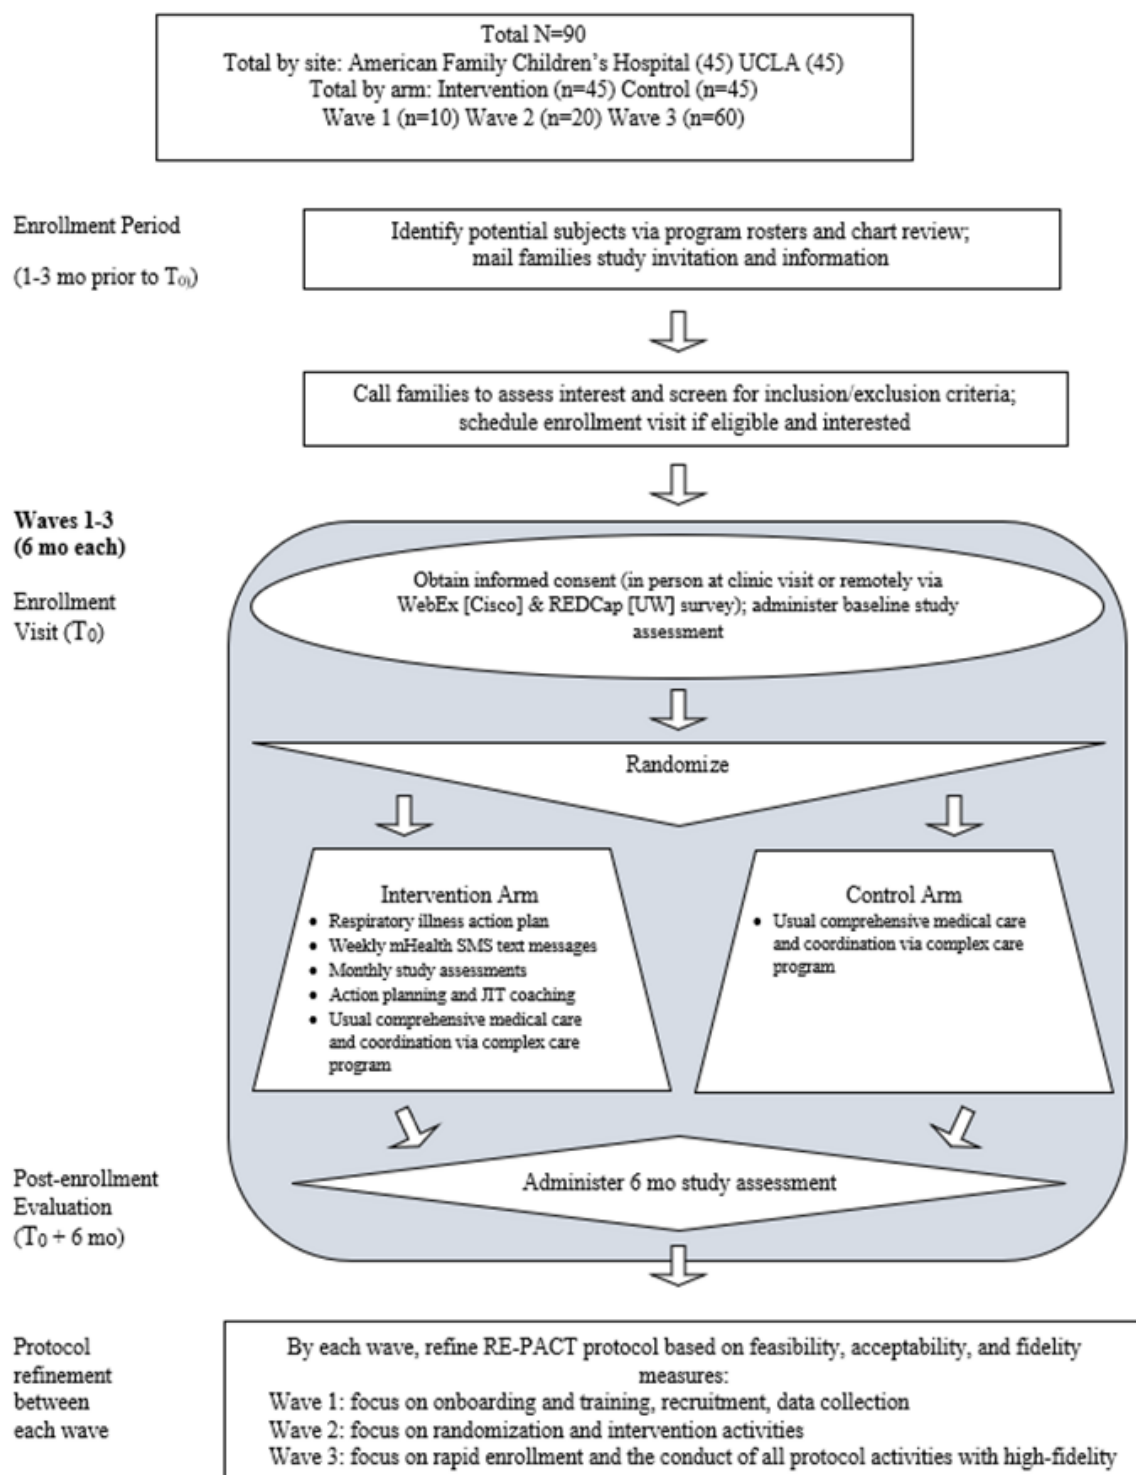 Total N=90
Total by site: American Family Children's Hospital (45) UCLA (45)
Total by arm: Intervention (n=45) Control (n=45)
Wave 1 (n=10) Wave 2 (n=20) Wave 3 (n=60)
Enrollment Period
(1-3 mo prior to T₀₎)
Identify potential subjects via program rosters and chart review;
mail families study invitation and information
Call families to assess interest and screen for inclusion/exclusion criteria;
schedule enrollment visit if eligible and interested
Waves 1-3
(6 mo each)
Enrollment
Visit (T₀)
Obtain informed consent (in person at clinic visit or remotely via
WebEx [Cisco] & REDCap [UW] survey); administer baseline study
assessment
Randomize
Intervention Arm
• Respiratory illness action plan
• Weekly mHealth SMS text messages
• Monthly study assessments
• Action planning and JIT coaching
• Usual comprehensive medical care
and coordination via complex care
program
Control Arm
• Usual comprehensive medical care
and coordination via complex care
program
Post-enrollment
Evaluation
(T₀ + 6 mo)
Administer 6 mo study assessment
Protocol
refinement
between
each wave
By each wave, refine RE-PACT protocol based on feasibility, acceptability, and fidelity
measures:
Wave 1: focus on onboarding and training, recruitment, data collection
Wave 2: focus on randomization and intervention activities
Wave 3: focus on rapid enrollment and the conduct of all protocol activities with high-fidelity